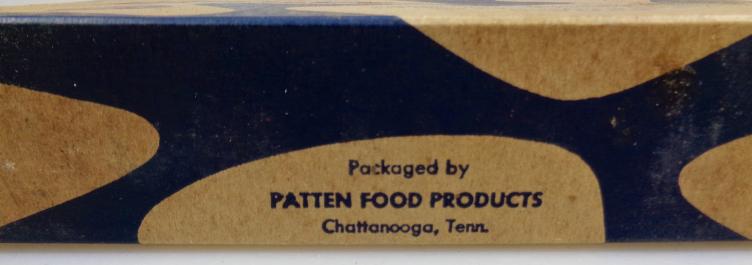 Packaged by
PATTEN FOOD PRODUCTS
Chattanooga, Tenn.